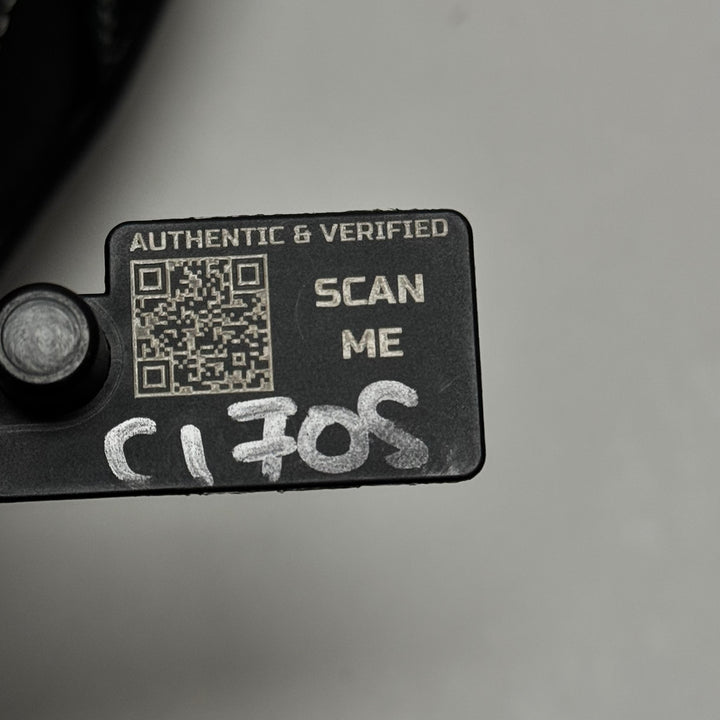 AUTHENTIC & VERIFIED
SCAN
ME
C170S